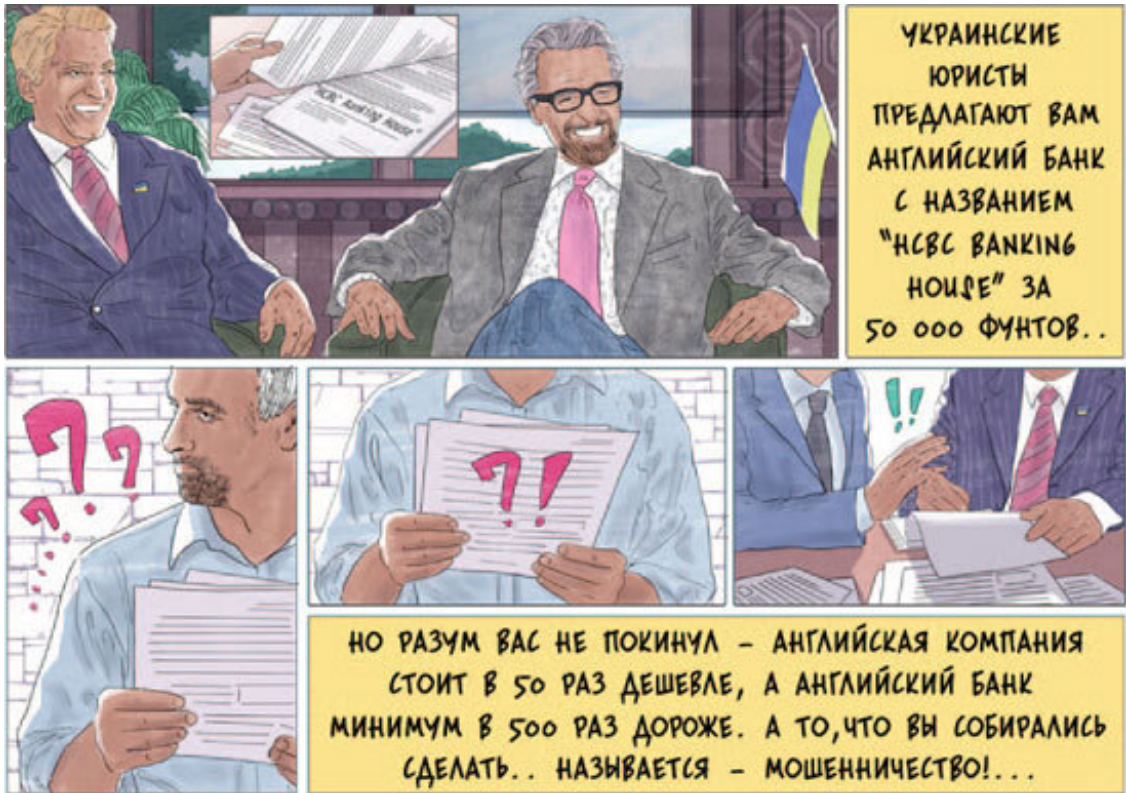 "HCBC Banking House"
УКРАИНСКИЕ
ЮРИСТЫ
ПРЕДЛАГАЮТ ВАМ
АНГЛИЙСКИЙ БАНК
С НАЗВАНИЕМ
"HCBC BANKING
HOUSE" ЗА
50 000 ФУНТОВ..
?
?
?
?!
!!
НО РАЗУМ ВАС НЕ ПОКИНУЛ – АНГЛИЙСКАЯ КОМПАНИЯ
СТОИТ В 50 РАЗ ДЕШЕВЛЕ, А АНГЛИЙСКИЙ БАНК
МИНИМУМ В 500 РАЗ ДОРОЖЕ. А ТО,ЧТО ВЫ СОБИРАЛИСЬ
СДЕЛАТЬ.. НАЗЫВАЕТСЯ – МОШЕННИЧЕСТВО!...